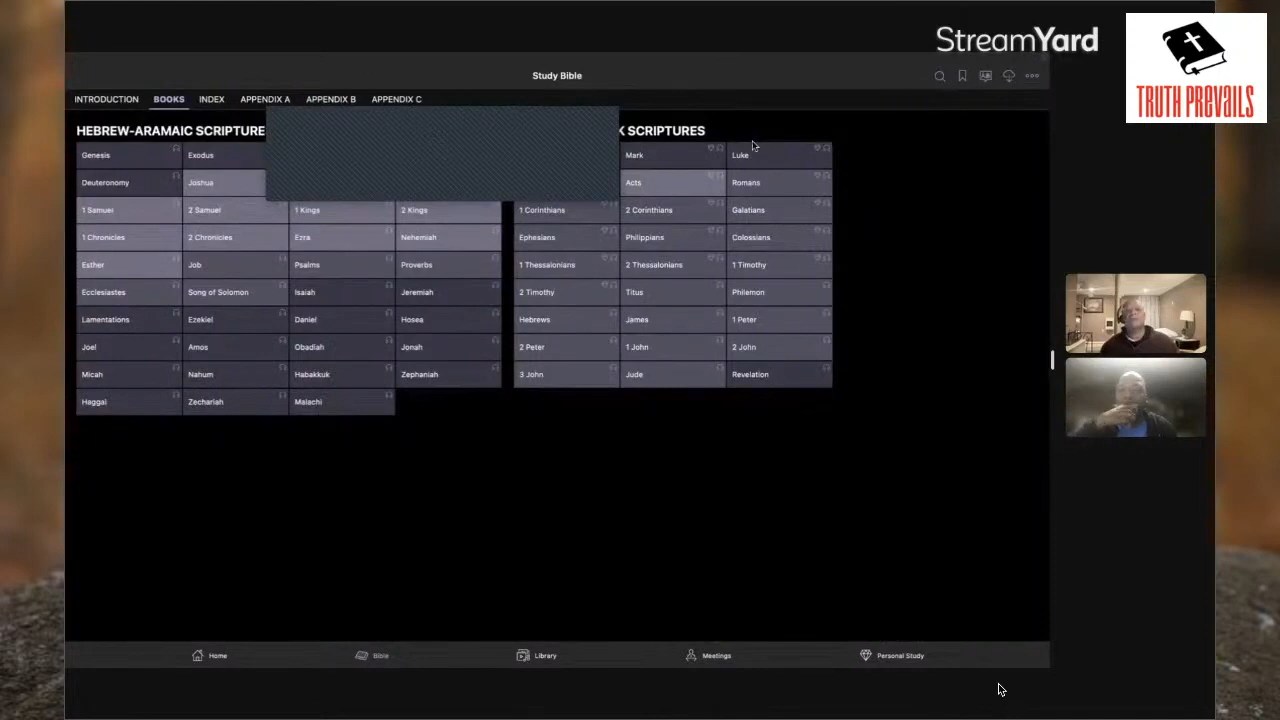 StreamYard
TRUTH PREVAILS
Study Bible
INTRODUCTION BOOKS INDEX APPENDIX A APPENDIX B APPENDIX C
HEBREW-ARAMAIC SCRIPTURE
Genesis Exodus
Deuteronomy Joshua
1 Samuel 2 Samuel 1 Kings 2 Kings
1 Chronicles 2 Chronicles Ezra Nehemiah
Esther Job Psalms Proverbs
Ecclesiastes Song of Solomon Isaiah Jeremiah
Lamentations Ezekiel Daniel Hosea
Joel Amos Obadiah Jonah
Micah Nahum Habakkuk Zephaniah
Haggai Zechariah Malachi
K SCRIPTURES
Mark Luke
Acts Romans
1 Corinthians 2 Corinthians Galatians
Ephesians Philippians Colossians
1 Thessalonians 2 Thessalonians 1 Timothy
2 Timothy Titus Philemon
Hebrews James 1 Peter
2 Peter 1 John 2 John
3 John Jude Revelation
Home Bible Library Meetings Personal Study